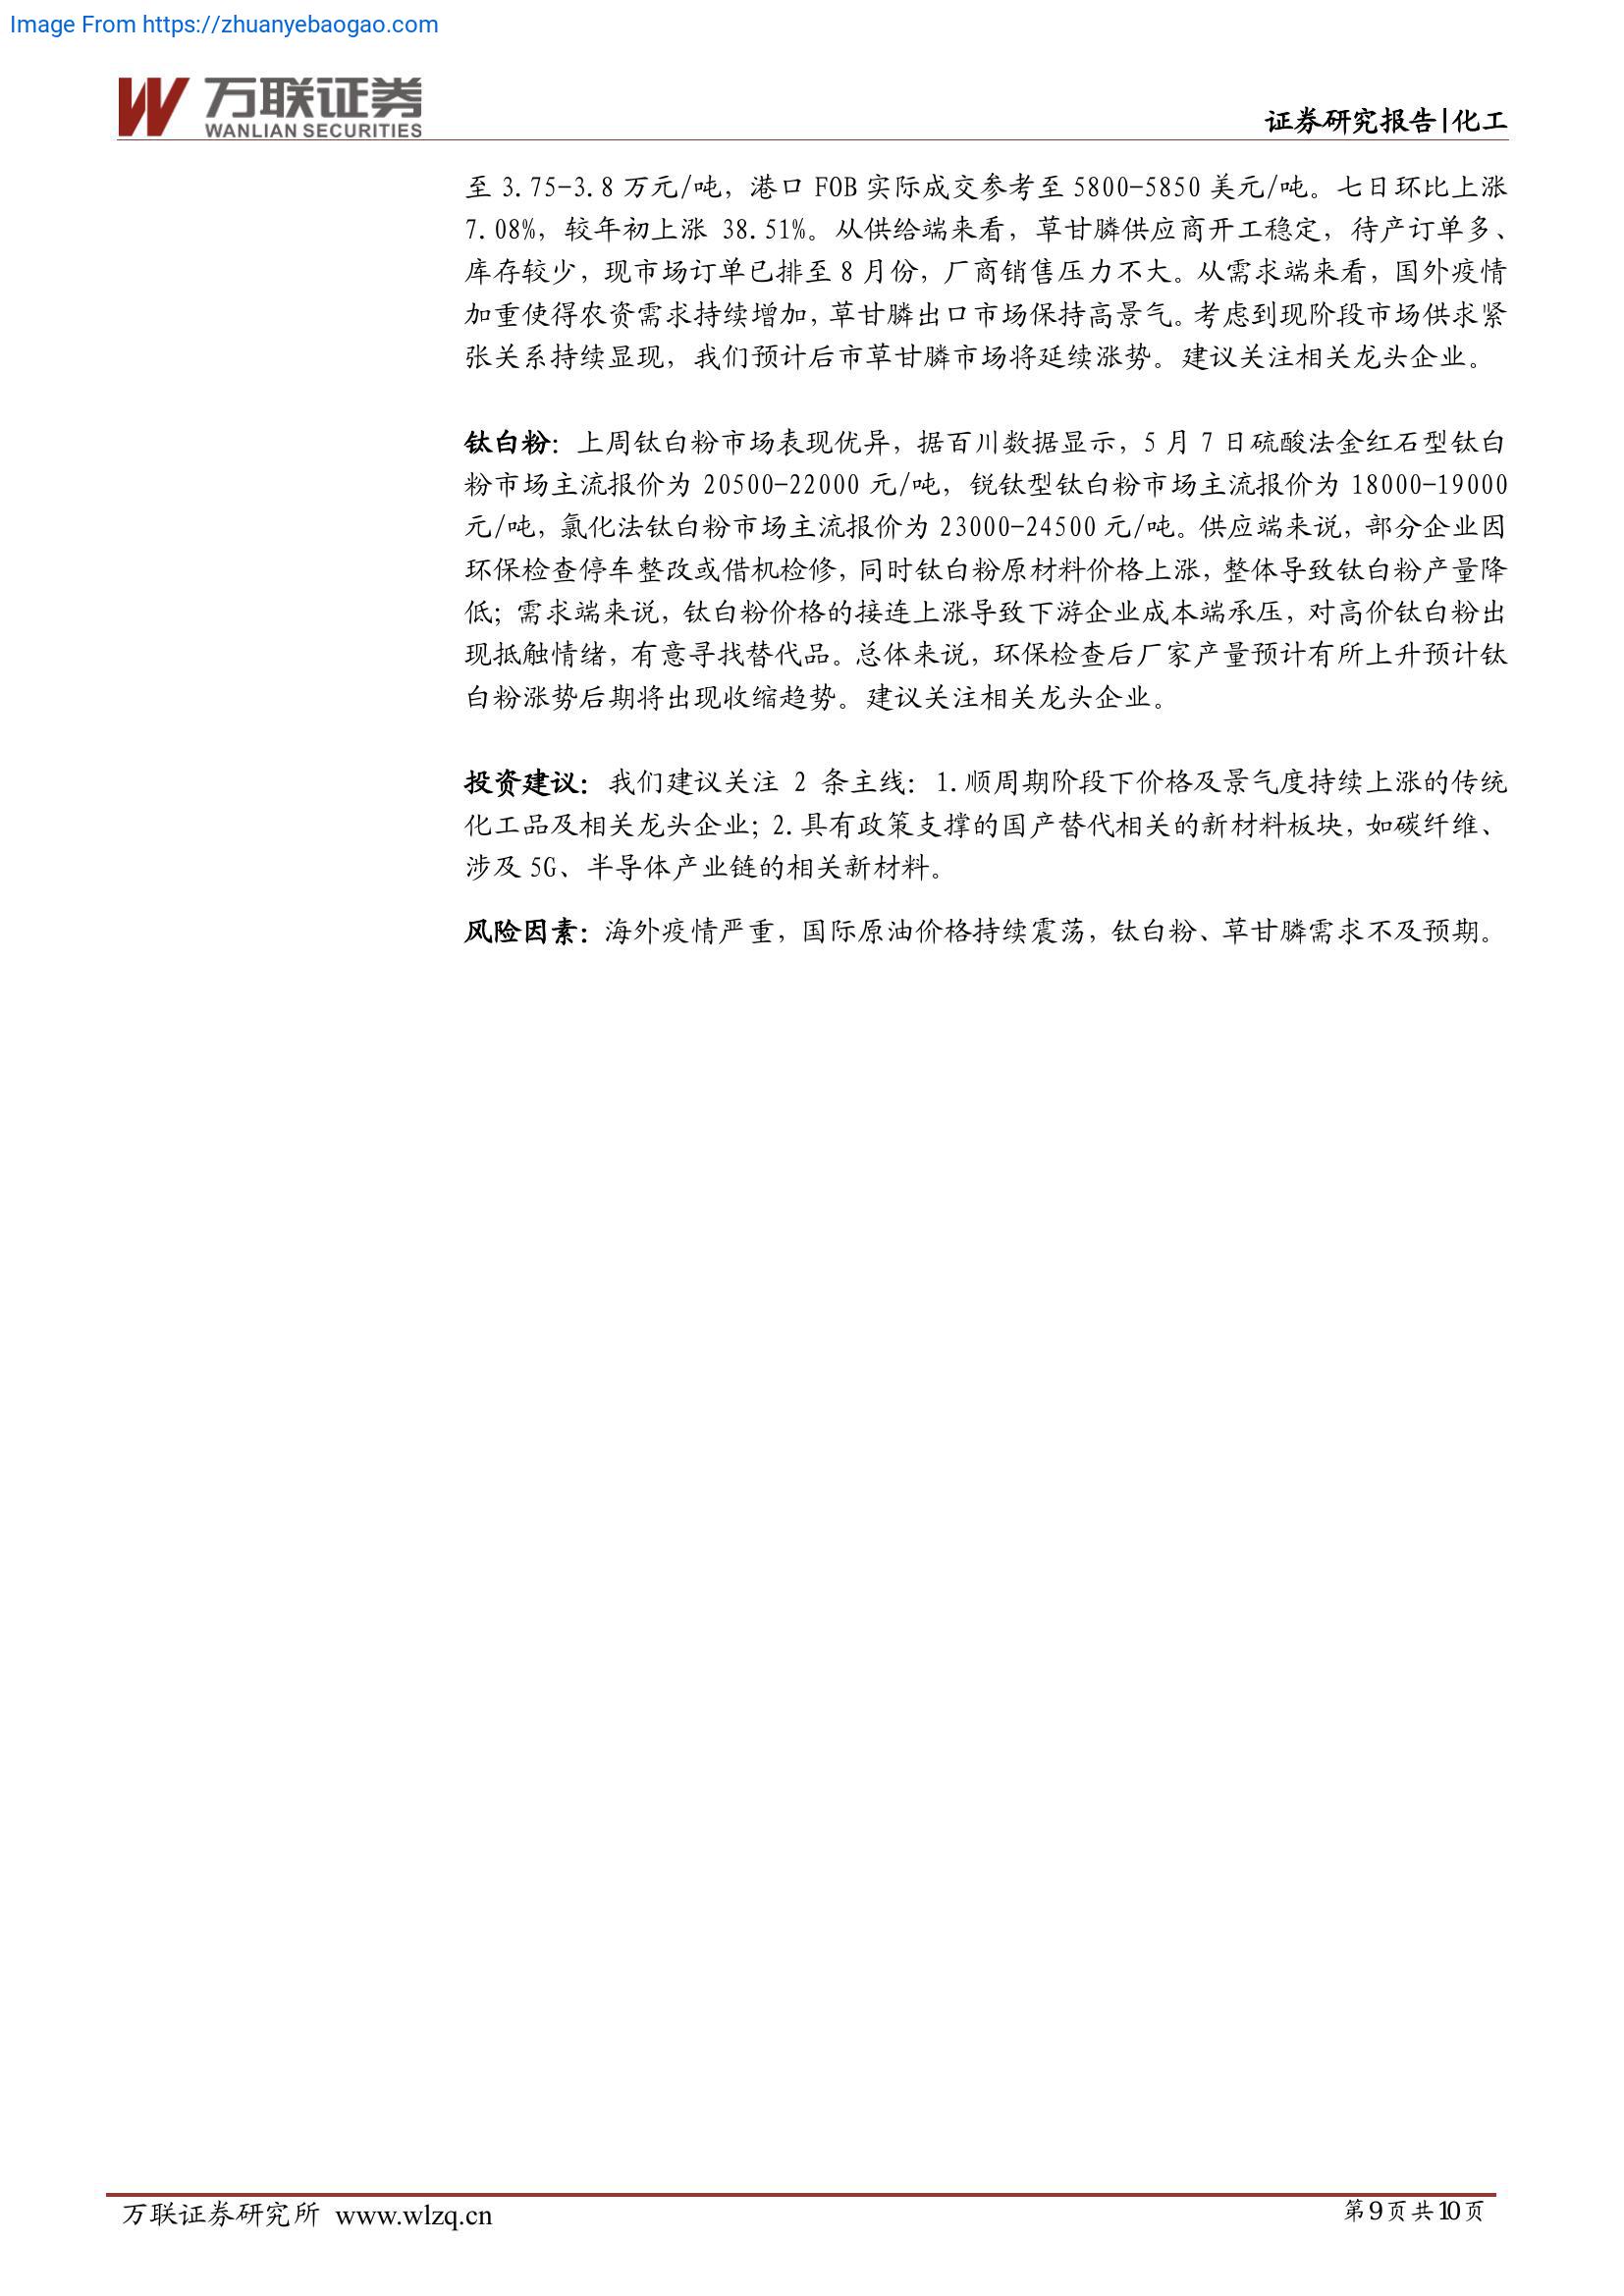 Image From https://zhuanyebaogao.com
万联证券
WANLIAN SECURITIES
证券研究报告|化工
至 3.75-3.8 万元/吨，港口 FOB 实际成交参考至 5800-5850 美元/吨。七日环比上涨
7.08%，较年初上涨 38.51%。从供给端来看，草甘膦供应商开工稳定，待产订单多、
库存较少，现市场订单已排至 8 月份，厂商销售压力不大。从需求端来看，国外疫情
加重使得农资需求持续增加，草甘膦出口市场保持高景气。考虑到现阶段市场供求紧
张关系持续显现，我们预计后市草甘膦市场将延续涨势。建议关注相关龙头企业。
钛白粉：上周钛白粉市场表现优异，据百川数据显示，5 月 7 日硫酸法金红石型钛白
粉市场主流报价为 20500-22000 元/吨，锐钛型钛白粉市场主流报价为 18000-19000
元/吨，氯化法钛白粉市场主流报价为 23000-24500 元/吨。供应端来说，部分企业因
环保检查停车整改或借机检修，同时钛白粉原材料价格上涨，整体导致钛白粉产量降
低；需求端来说，钛白粉价格的接连上涨导致下游企业成本端承压，对高价钛白粉出
现抵触情绪，有意寻找替代品。总体来说，环保检查后厂家产量预计有所上升预计钛
白粉涨势后期将出现收缩趋势。建议关注相关龙头企业。
投资建议：我们建议关注 2 条主线：1.顺周期阶段下价格及景气度持续上涨的传统
化工品及相关龙头企业；2.具有政策支撑的国产替代相关的新材料板块，如碳纤维、
涉及 5G、半导体产业链的相关新材料。
风险因素：海外疫情严重，国际原油价格持续震荡，钛白粉、草甘膦需求不及预期。
万联证券研究所 www.wlzq.cn
第9页共10页